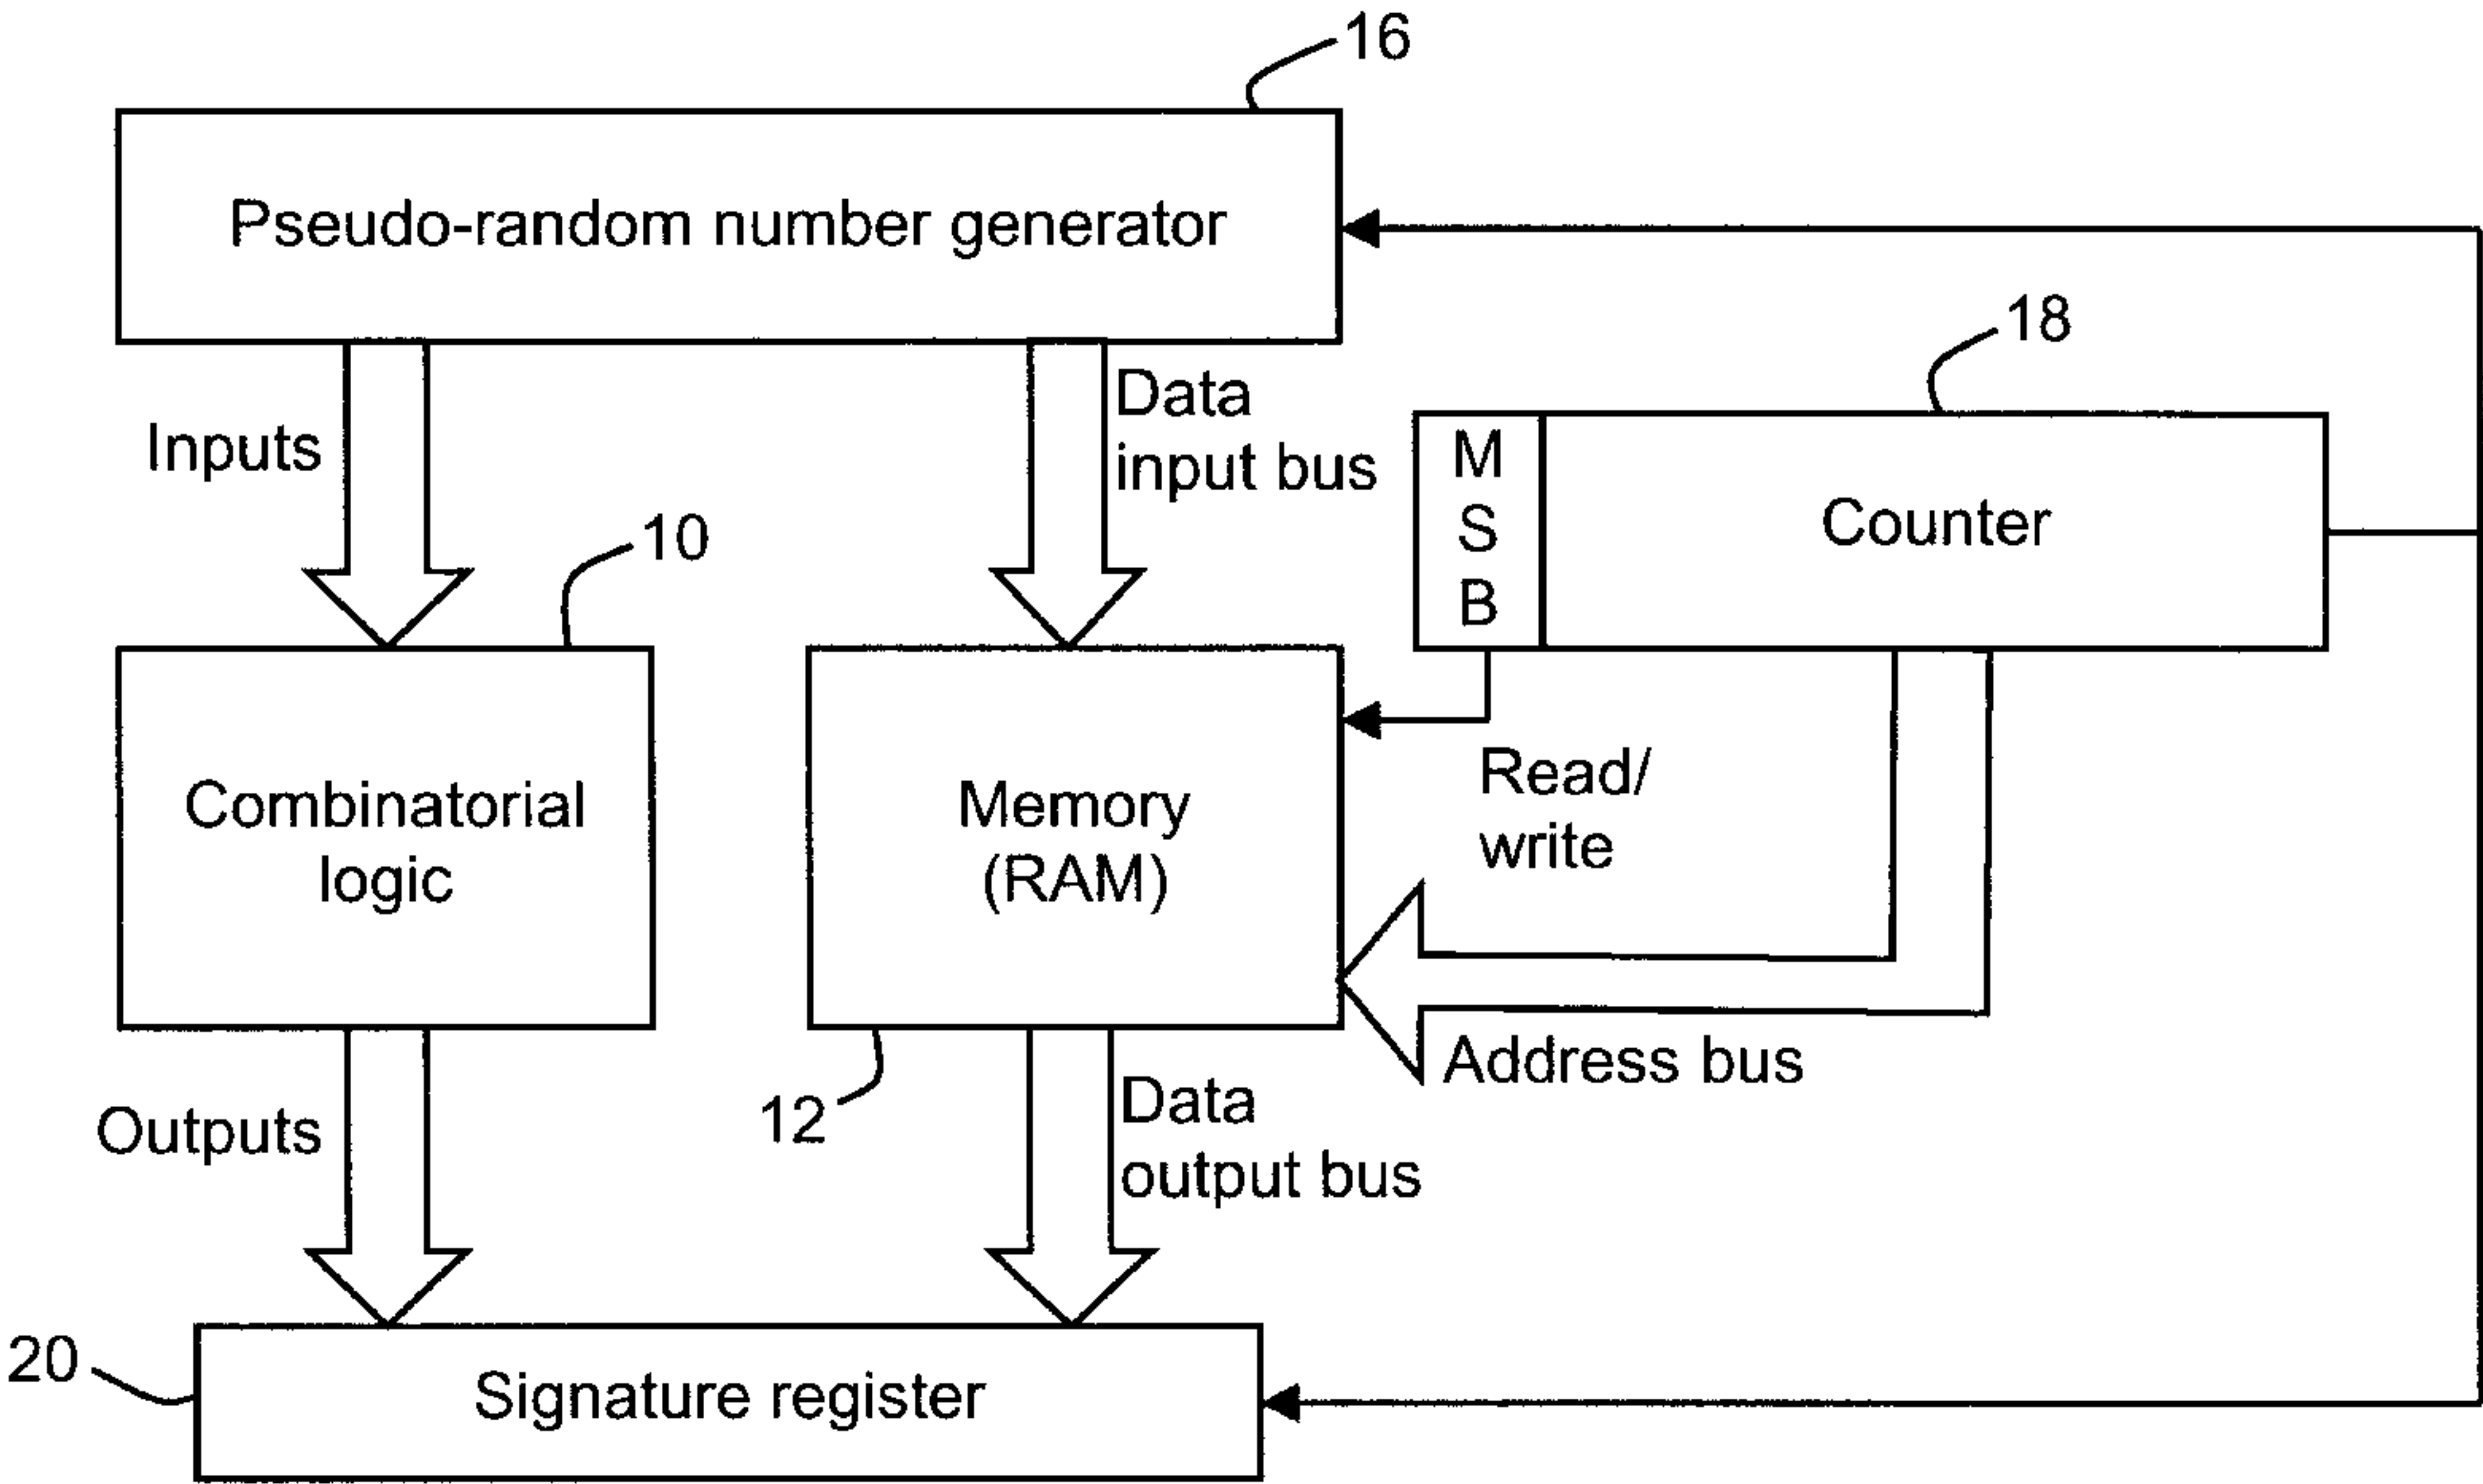 16
Pseudo-random number generator
18
Inputs
Data
input bus
M
S
B
Counter
10
Combinatorial
logic
Memory
(RAM)
Read/
write
Address bus
12
Outputs
Data
output bus
20
Signature register